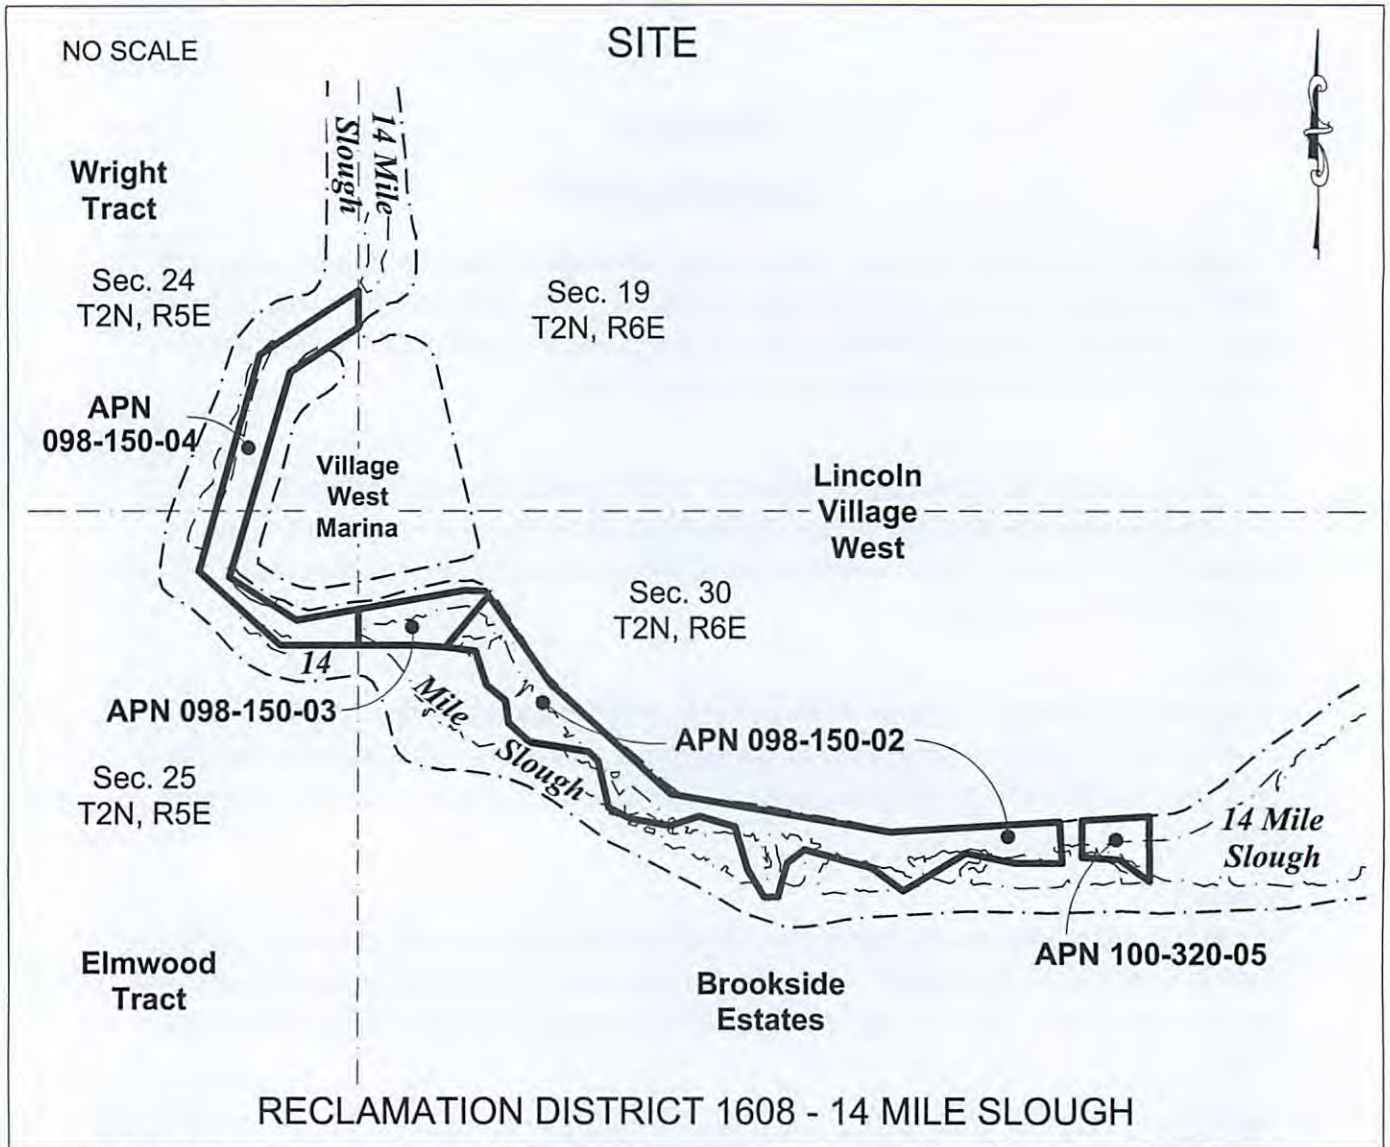 NO SCALE
SITE
14 Mile
Slough
Wright
Tract
Sec. 24
T2N, R5E
Sec. 19
T2N, R6E
APN
098-150-04
Village
West
Marina
Lincoln
Village
West
Sec. 30
T2N, R6E
14
Mile
Slough
APN 098-150-03
APN 098-150-02
Sec. 25
T2N, R5E
14 Mile
Slough
APN 100-320-05
Elmwood
Tract
Brookside
Estates
RECLAMATION DISTRICT 1608 - 14 MILE SLOUGH